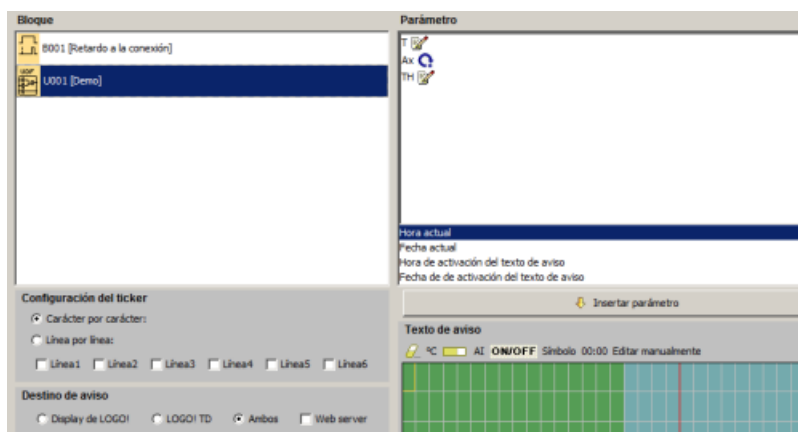 Bloque
B001 [Retardo a la conexión]
U001 [Demo]
Parámetro
T
Ax
TH
Hora actual
Fecha actual
Hora de activación del texto de aviso
Fecha de de activación del texto de aviso
Insertar parámetro
Configuración del ticker
Carácter por carácter:
Línea por línea:
Línea1 Línea2 Línea3 Línea4 Línea5 Línea6
Destino de aviso
Display de LOGO! LOGO! TD Ambos Web server
Texto de aviso
ºC AI ON/OFF Símbolo 00:00 Editar manualmente